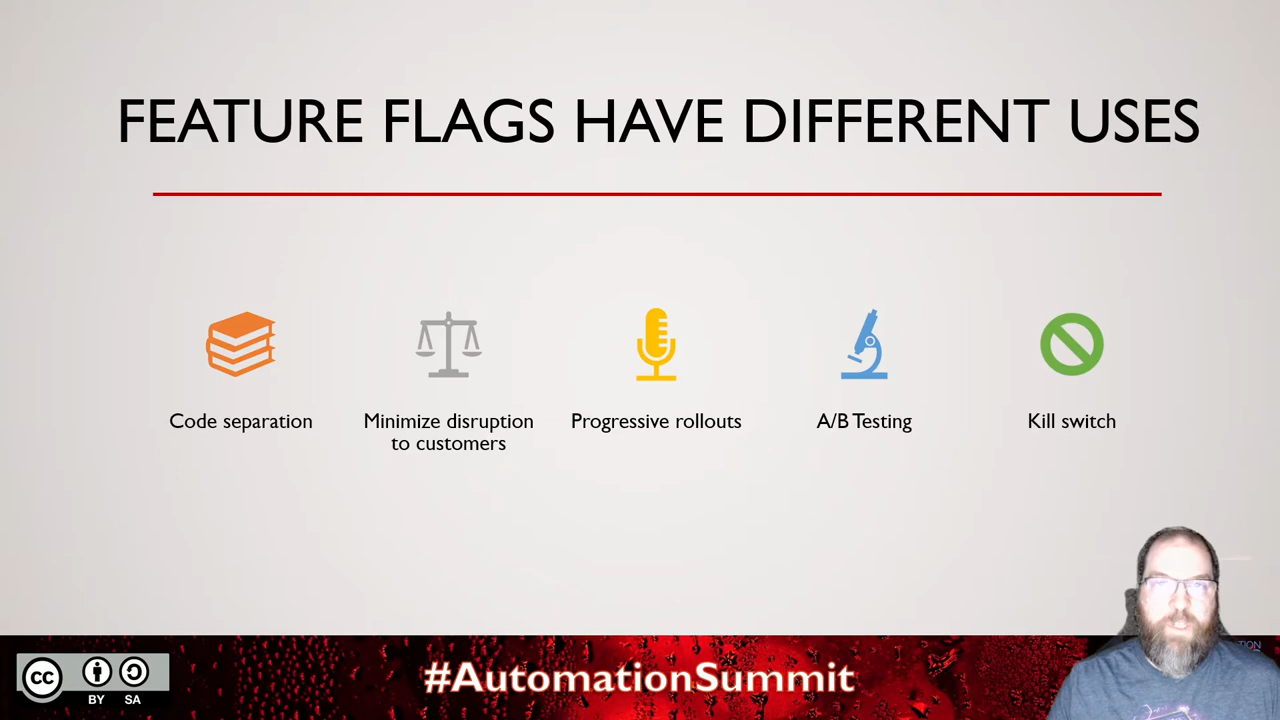 FEATURE FLAGS HAVE DIFFERENT USES
Code separation
Minimize disruption
to customers
Progressive rollouts
A/B Testing
Kill switch
CC
BY SA
#AutomationSummit